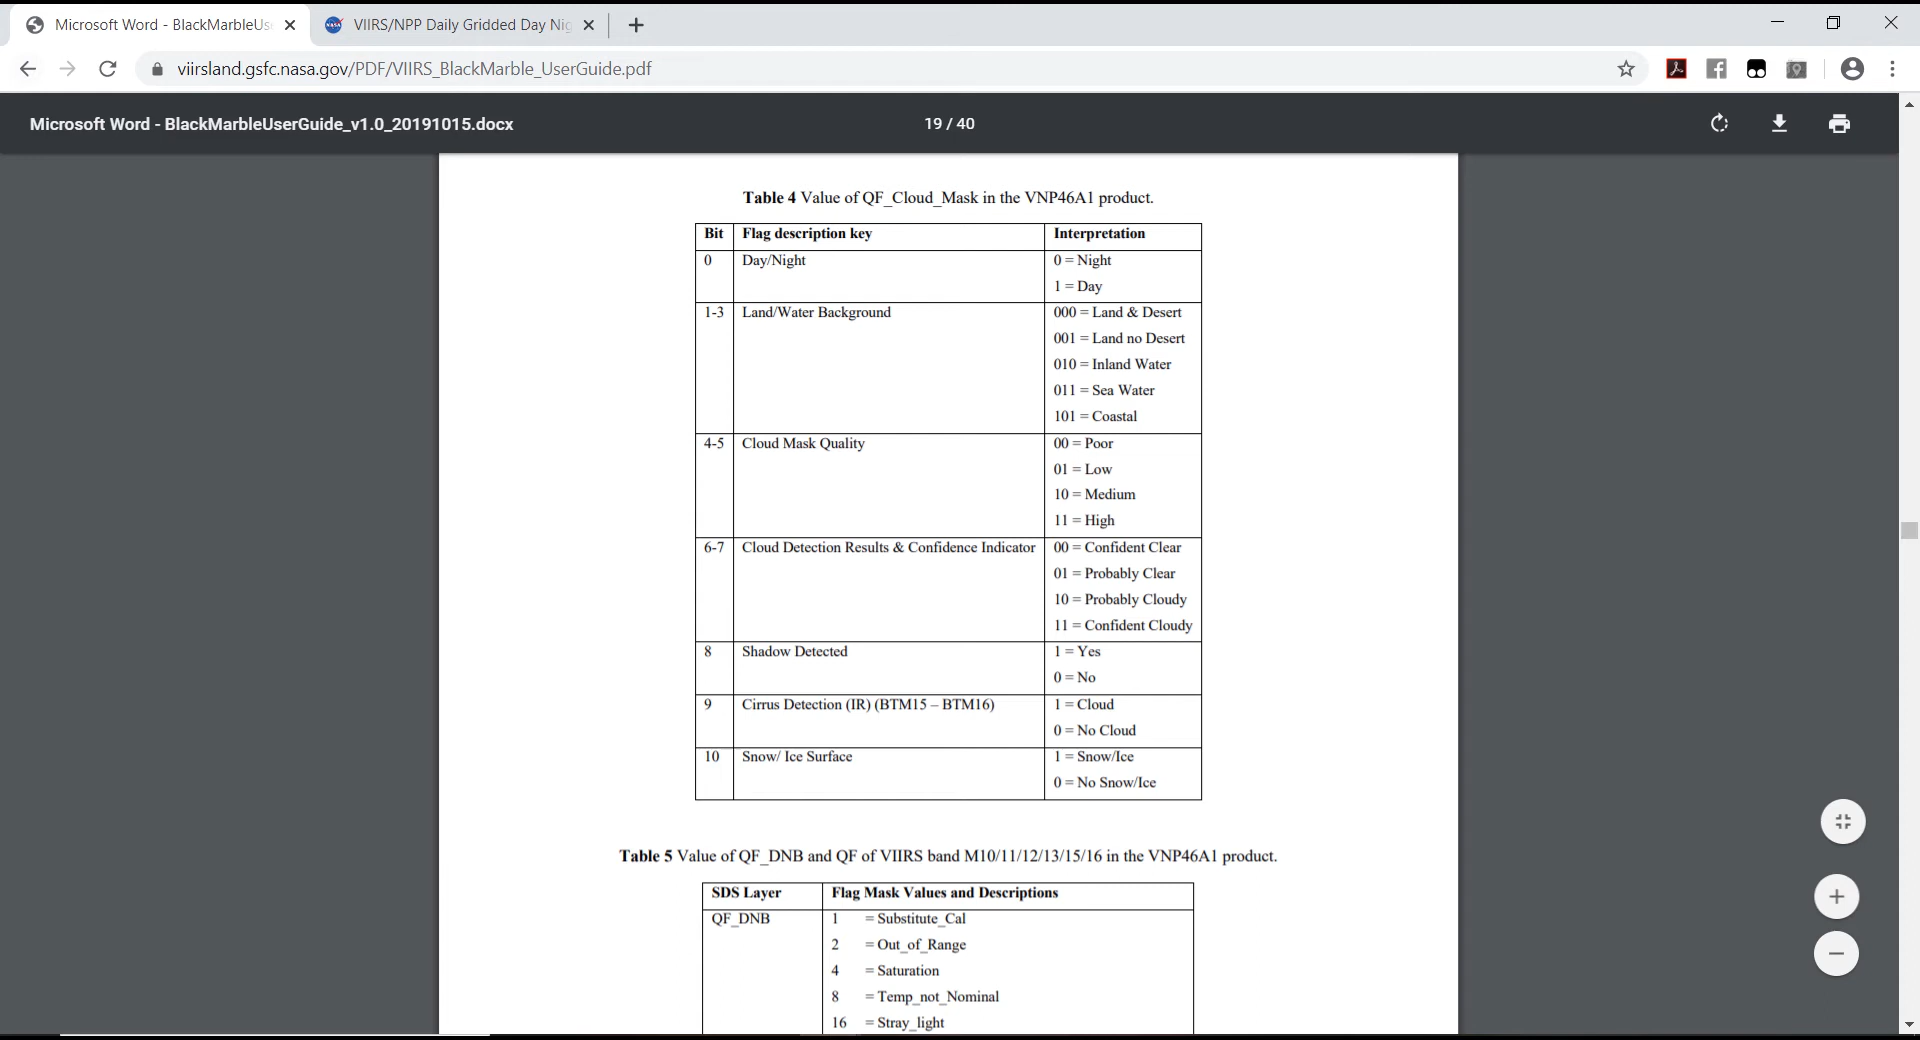 Microsoft Word - BlackMarbleUs
VIIRS/NPP Daily Gridded Day Nig
viirsland.gsfc.nasa.gov/PDF/VIIRS_BlackMarble_UserGuide.pdf
Microsoft Word - BlackMarbleUserGuide_v1.0_20191015.docx
19 / 40
Table 4 Value of QF_Cloud_Mask in the VNP46A1 product.
Bit Flag description key Interpretation
0 Day/Night 0 = Night
1 = Day
1-3 Land/Water Background 000 = Land & Desert
001 = Land no Desert
010 = Inland Water
011 = Sea Water
101 = Coastal
4-5 Cloud Mask Quality 00 = Poor
01 = Low
10 = Medium
11 = High
6-7 Cloud Detection Results & Confidence Indicator 00 = Confident Clear
01 = Probably Clear
10 = Probably Cloudy
11 = Confident Cloudy
8 Shadow Detected 1 = Yes
0 = No
9 Cirrus Detection (IR) (BTM15 – BTM16) 1 = Cloud
0 = No Cloud
10 Snow/ Ice Surface 1 = Snow/Ice
0 = No Snow/Ice
Table 5 Value of QF_DNB and QF of VIIRS band M10/11/12/13/15/16 in the VNP46A1 product.
SDS Layer Flag Mask Values and Descriptions
QF_DNB 1 = Substitute_Cal
2 = Out_of_Range
4 = Saturation
8 = Temp_not_Nominal
16 = Stray_light